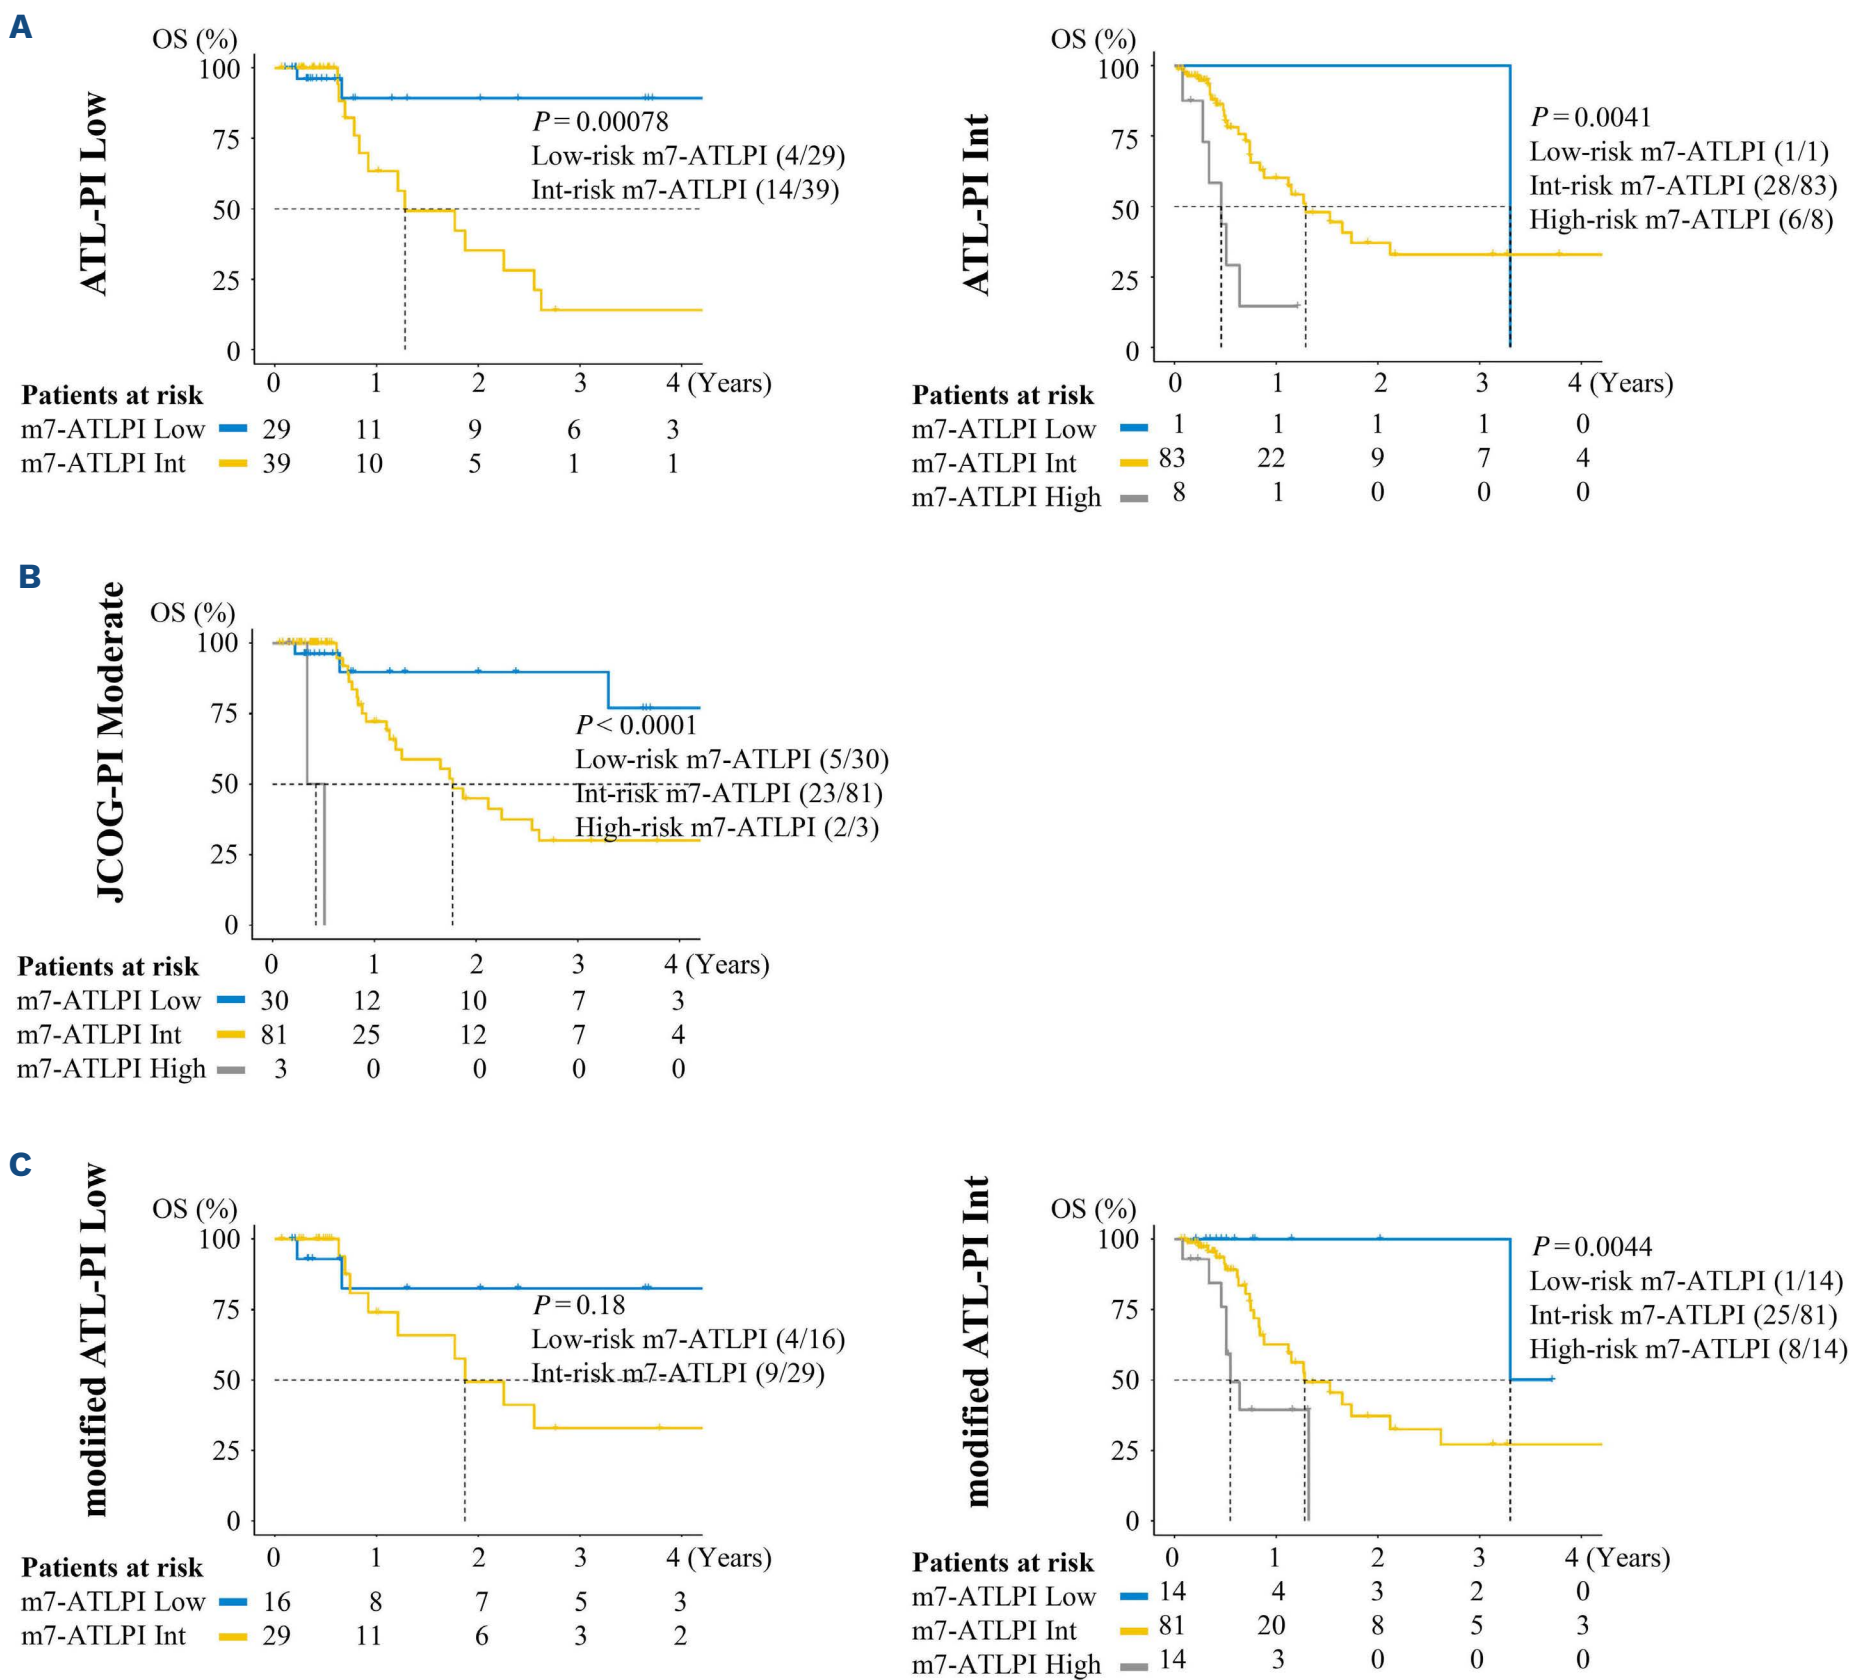 A
ATL-PI Low
OS (%)
100
75
50
25
0
P = 0.00078
Low-risk m7-ATLPI (4/29)
Int-risk m7-ATLPI (14/39)
0 1 2 3 4 (Years)
Patients at risk
m7-ATLPI Low 29 11 9 6 3
m7-ATLPI Int 39 10 5 1 1
ATL-PI Int
OS (%)
100
75
50
25
0
P = 0.0041
Low-risk m7-ATLPI (1/1)
Int-risk m7-ATLPI (28/83)
High-risk m7-ATLPI (6/8)
0 1 2 3 4 (Years)
Patients at risk
m7-ATLPI Low 1 1 1 1 0
m7-ATLPI Int 83 22 9 7 4
m7-ATLPI High 8 1 0 0 0
B
JCOG-PI Moderate
OS (%)
100
75
50
25
0
P < 0.0001
Low-risk m7-ATLPI (5/30)
Int-risk m7-ATLPI (23/81)
High-risk m7-ATLPI (2/3)
0 1 2 3 4 (Years)
Patients at risk
m7-ATLPI Low 30 12 10 7 3
m7-ATLPI Int 81 25 12 7 4
m7-ATLPI High 3 0 0 0 0
C
modified ATL-PI Low
OS (%)
100
75
50
25
0
P = 0.18
Low-risk m7-ATLPI (4/16)
Int-risk m7-ATLPI (9/29)
0 1 2 3 4 (Years)
Patients at risk
m7-ATLPI Low 16 8 7 5 3
m7-ATLPI Int 29 11 6 3 2
modified ATL-PI Int
OS (%)
100
75
50
25
0
P = 0.0044
Low-risk m7-ATLPI (1/14)
Int-risk m7-ATLPI (25/81)
High-risk m7-ATLPI (8/14)
0 1 2 3 4 (Years)
Patients at risk
m7-ATLPI Low 14 4 3 2 0
m7-ATLPI Int 81 20 8 5 3
m7-ATLPI High 14 3 0 0 0